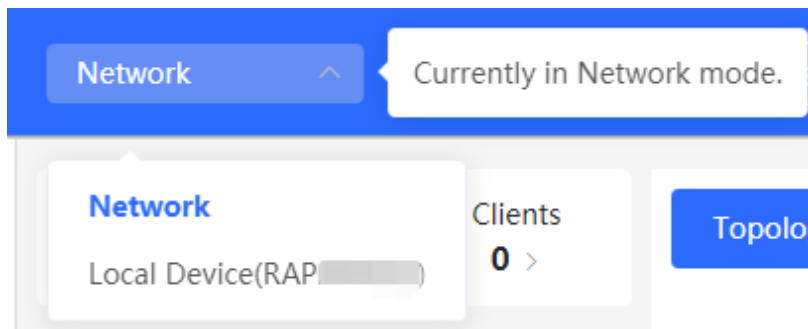 Network
Currently in Network mode.
Network
Local Device(RAP )
Clients
0
Topolo